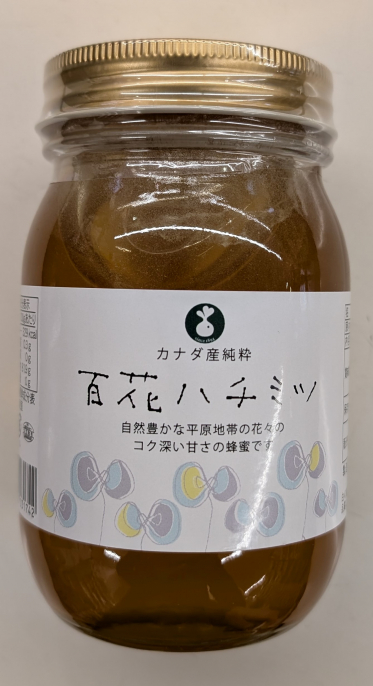 カナダ産純粋
百花ハチミツ
自然豊かな平原地帯の花々の
コク深い甘さの蜂蜜です